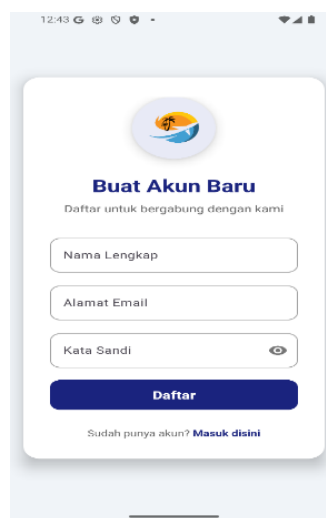 12:43
Buat Akun Baru
Daftar untuk bergabung dengan kami
Nama Lengkap
Alamat Email
Kata Sandi
Daftar
Sudah punya akun? Masuk disini